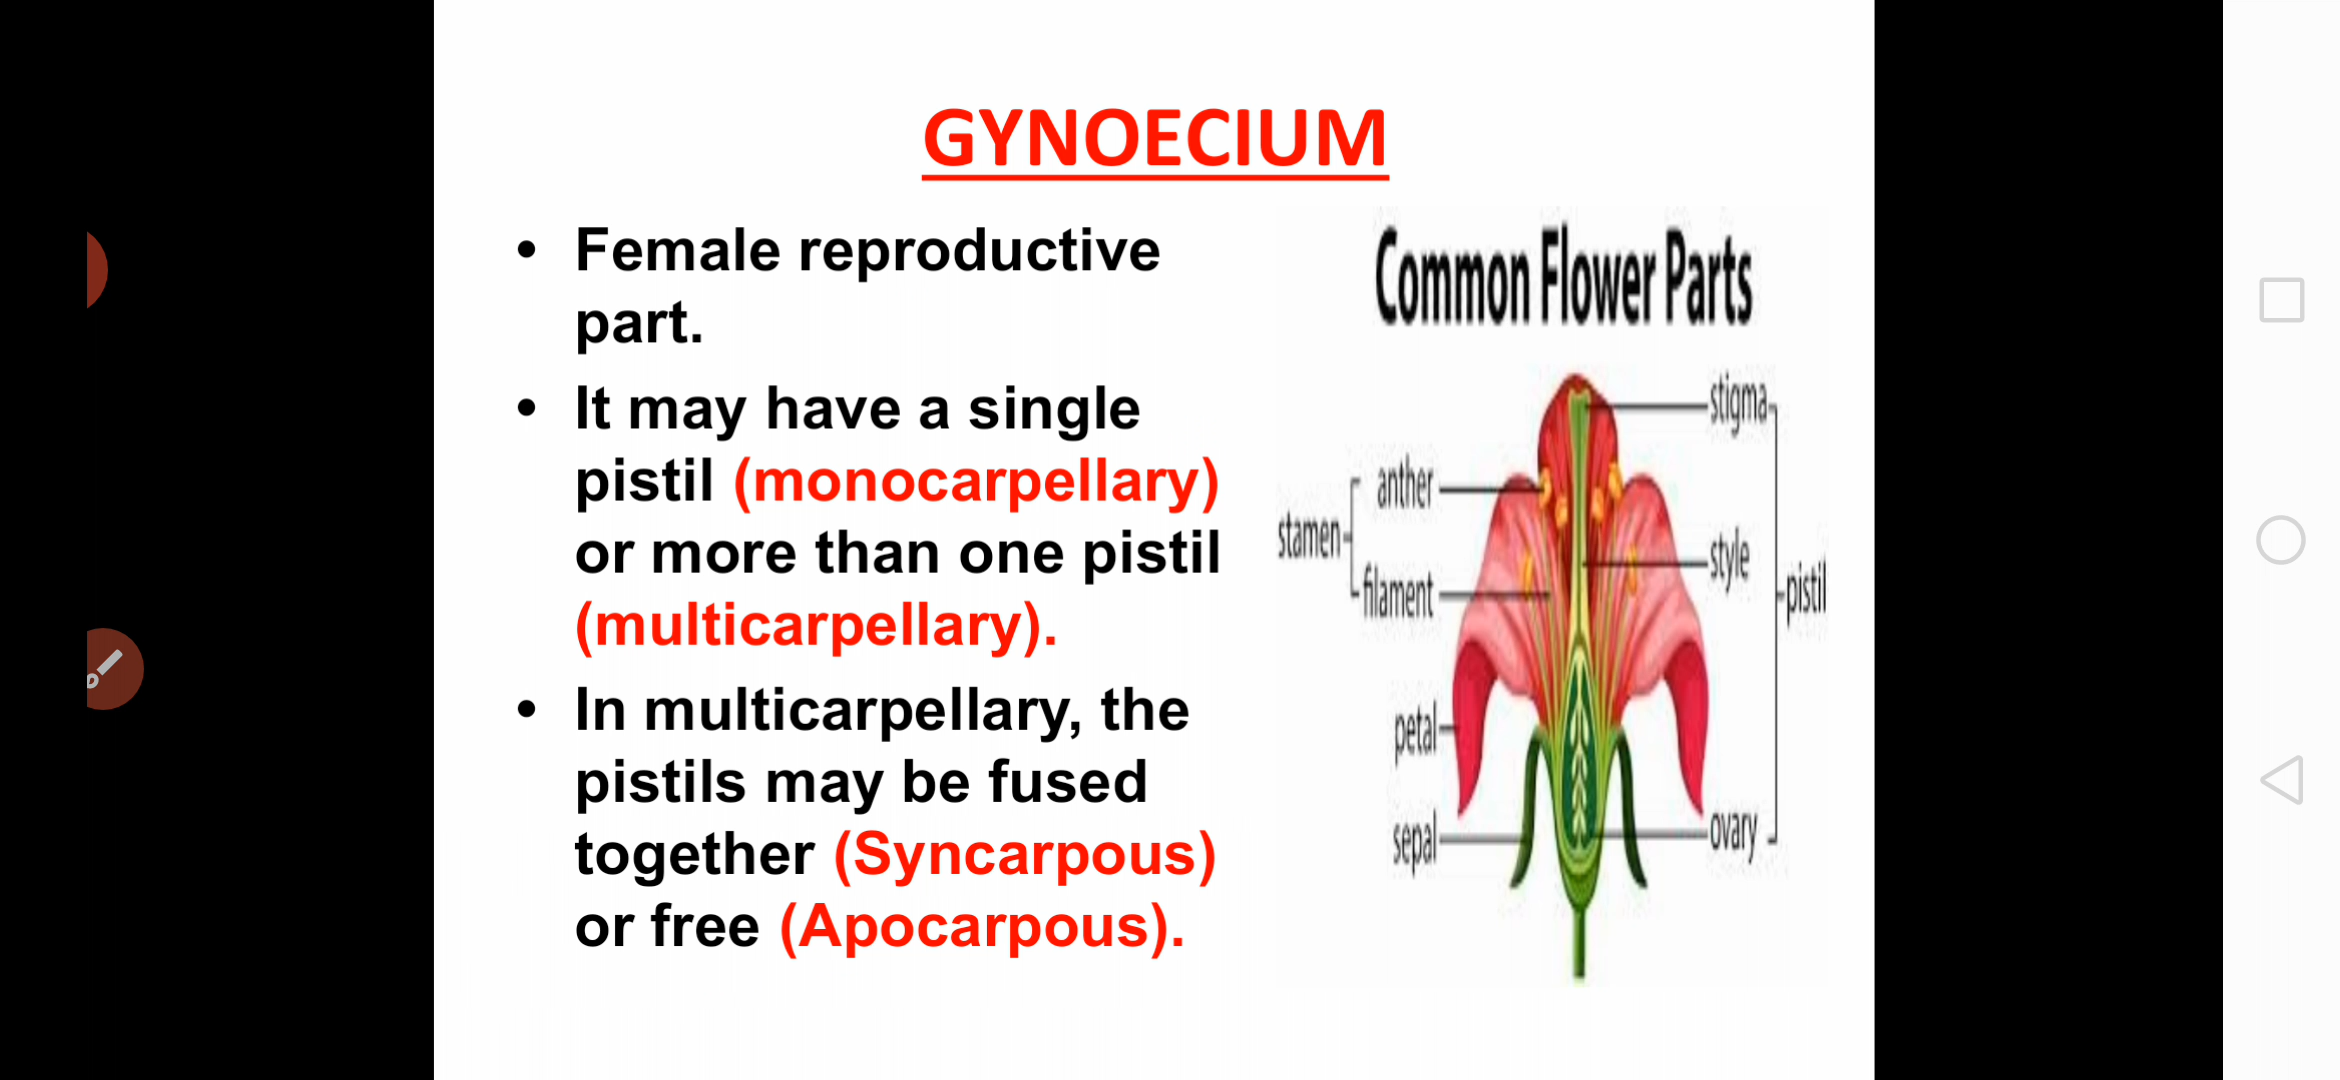 GYNOECIUM
• Female reproductive
part.
• It may have a single
pistil (monocarpellary)
or more than one pistil
(multicarpellary).
• In multicarpellary, the
pistils may be fused
together (Syncarpous)
or free (Apocarpous).
Common Flower Parts
stigma
anther
stamen
style
filament
pistil
petal
sepal
ovary